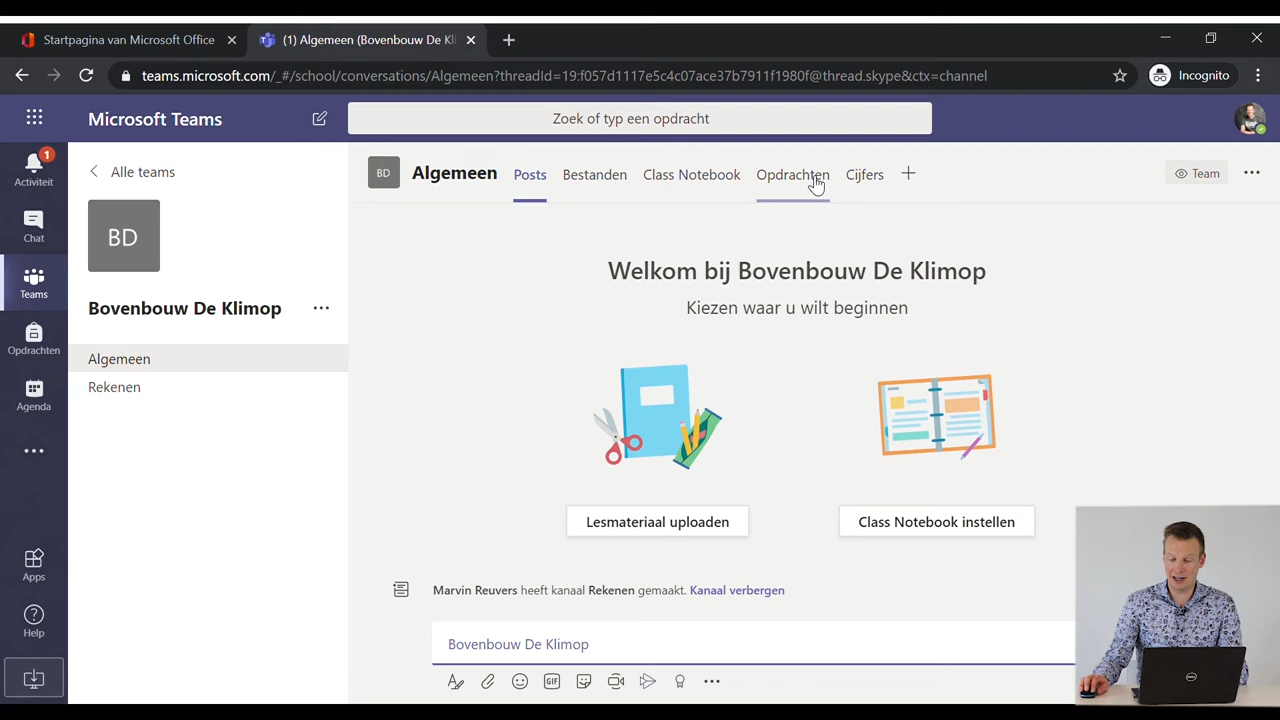 Startpagina van Microsoft Office
(1) Algemeen (Bovenbouw De Kli
teams.microsoft.com/_#/school/conversations/Algemeen?threadId=19:f057d1117e5c4c07ace37b7911f1980f@thread.skype&ctx=channel
Incognito
Microsoft Teams
Zoek of typ een opdracht
1
Activiteit
Chat
Teams
Opdrachten
Agenda
Apps
Help
Alle teams
BD
Bovenbouw De Klimop
Algemeen
Rekenen
BD
Algemeen
Posts
Bestanden
Class Notebook
Opdrachten
Cijfers
Team
Welkom bij Bovenbouw De Klimop
Kiezen waar u wilt beginnen
Lesmateriaal uploaden
Class Notebook instellen
Marvin Reuvers heeft kanaal Rekenen gemaakt. Kanaal verbergen
Bovenbouw De Klimop
GIF
DELL